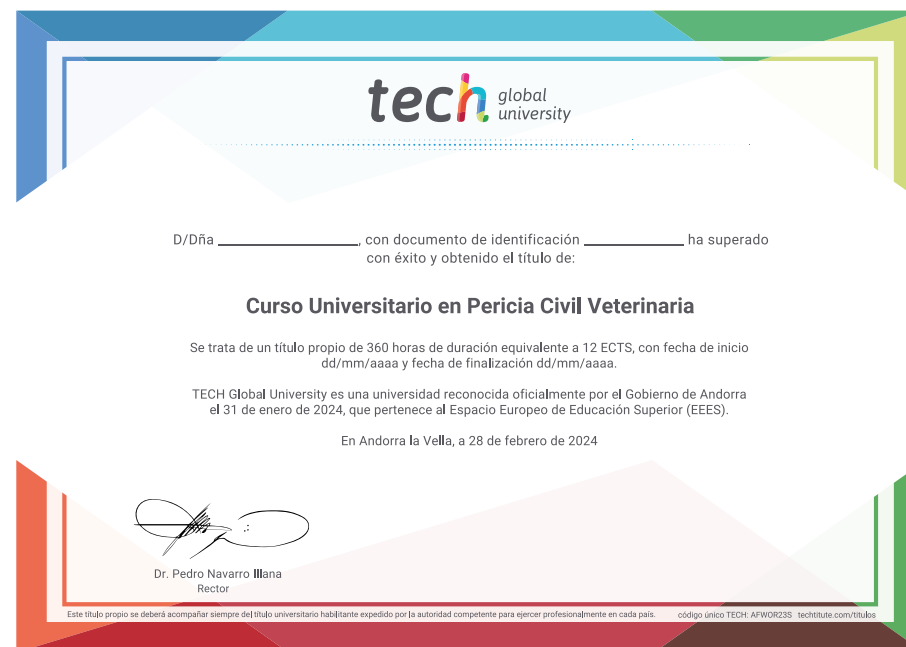 tech global university
D/Dña ____________, con documento de identificación ____________ ha superado
con éxito y obtenido el título de:
Curso Universitario en Pericia Civil Veterinaria
Se trata de un título propio de 360 horas de duración equivalente a 12 ECTS, con fecha de inicio
dd/mm/aaaa y fecha de finalización dd/mm/aaaa.
TECH Global University es una universidad reconocida oficialmente por el Gobierno de Andorra
el 31 de enero de 2024, que pertenece al Espacio Europeo de Educación Superior (EEES).
En Andorra la Vella, a 28 de febrero de 2024
Dr. Pedro Navarro Illana
Rector
Este título propio se deberá acompañar siempre del título universitario habilitante expedido por la autoridad competente para ejercer profesionalmente en cada país. código único TECH: AFWOR23S techtitute.com/titulos